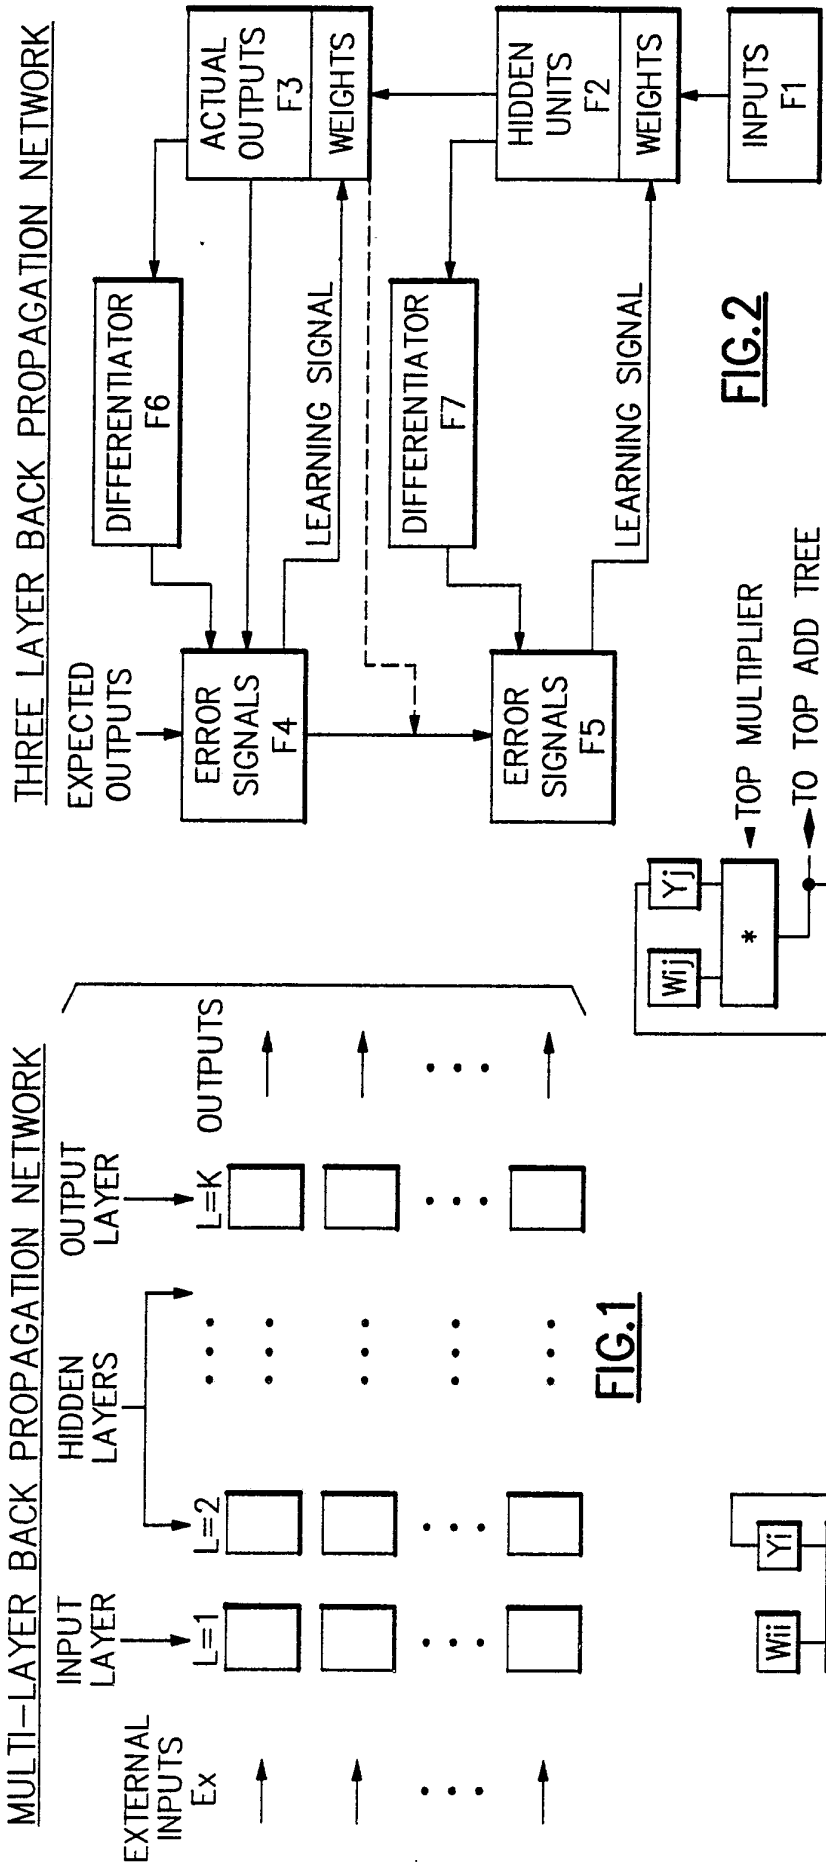 MULTI-LAYER BACK PROPAGATION NETWORK
EXTERNAL
INPUTS
Ex
INPUT
LAYER
L=1
HIDDEN
LAYERS
L=2
OUTPUT
LAYER
L=K
OUTPUTS
FIG.1
THREE LAYER BACK PROPAGATION NETWORK
EXPECTED
OUTPUTS
ERROR
SIGNALS
F4
DIFFERENTIATOR
F6
ACTUAL
OUTPUTS
F3
WEIGHTS
LEARNING SIGNAL
ERROR
SIGNALS
F5
DIFFERENTIATOR
F7
HIDDEN
UNITS
F2
WEIGHTS
LEARNING SIGNAL
INPUTS
F1
FIG.2
Wii
Yi
Wij
Yj
*
TOP MULTIPLIER
TO TOP ADD TREE